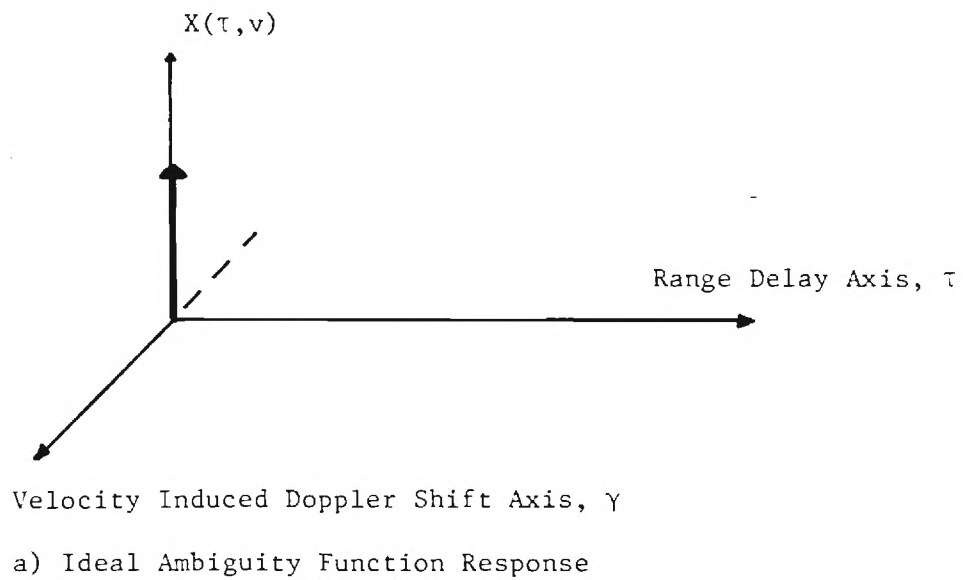 X(τ,v)
Range Delay Axis, τ
Velocity Induced Doppler Shift Axis, γ
a) Ideal Ambiguity Function Response